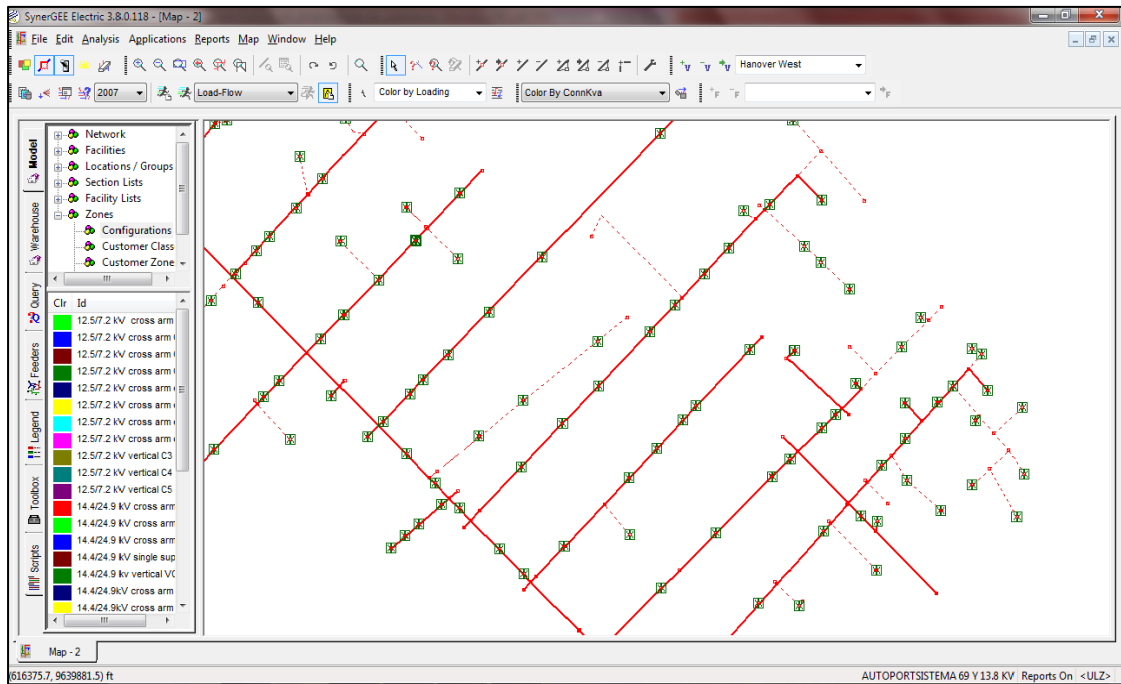 SynerGEE Electric 3.8.0.118 - [Map - 2]
File Edit Analysis Applications Reports Map Window Help
Hanover West
2007 Load-Flow Color by Loading Color By ConnKva
Model
Warehouse
Query
Feeders
Legend
Toolbox
Scripts
Network
Facilities
Locations / Groups
Section Lists
Facility Lists
Zones
Configurations
Customer Class
Customer Zone
Clr Id
12.5/7.2 kV cross arm
12.5/7.2 kV cross arm
12.5/7.2 kV cross arm
12.5/7.2 kV cross arm
12.5/7.2 kV cross arm
12.5/7.2 kV cross arm
12.5/7.2 kV cross arm
12.5/7.2 kV cross arm
12.5/7.2 kV vertical C3
12.5/7.2 kV vertical C4
12.5/7.2 kV vertical C5
14.4/24.9 kV cross arm
14.4/24.9 kV cross arm
14.4/24.9 kV cross arm
14.4/24.9 kV single sup
14.4/24.9 kv vertical VC
14.4/24.9kV cross arm
14.4/24.9kV cross arm
Map - 2
(616375.7, 9639881.5) ft AUTOPORTSISTEMA 69 Y 13.8 KV Reports On <ULZ>